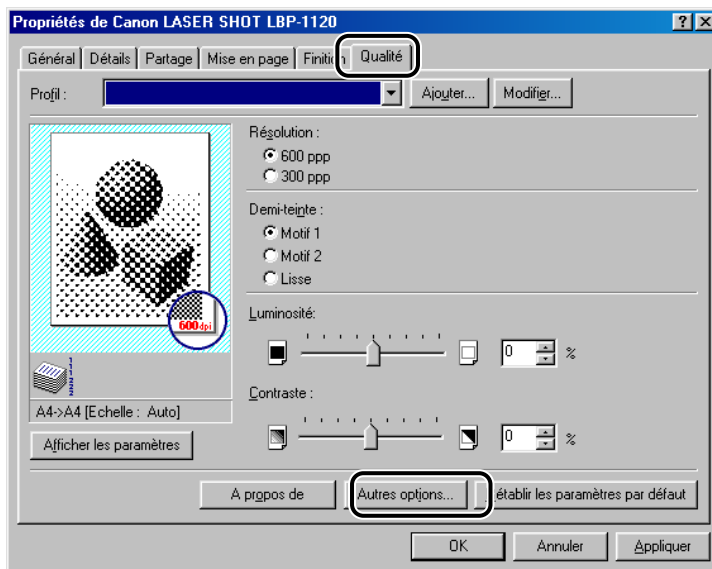 Propriétés de Canon LASER SHOT LBP-1120
Général Détails Partage Mise en page Finition Qualité
Profil : Ajouter... Modifier...
Résolution :
600 ppp
300 ppp
Demi-teinte :
Motif 1
Motif 2
Lisse
600dpi
Luminosité:
0 %
A4->A4 [Echelle : Auto]
Contraste :
0 %
Afficher les paramètres
A propos de Autres options... établir les paramètres par défaut
OK Annuler Appliquer